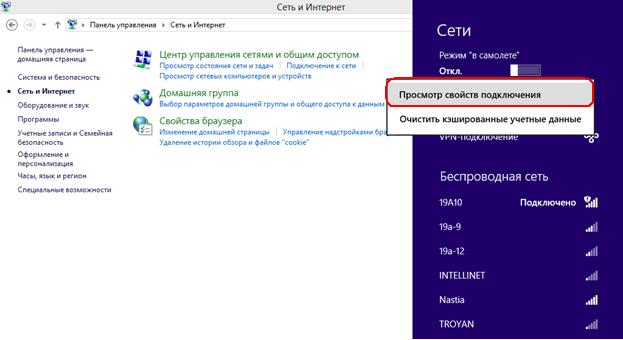 Сеть и Интернет
Панель управления ▸ Сеть и Интернет
Панель управления —
домашняя страница
Система и безопасность
Сеть и Интернет
Оборудование и звук
Программы
Учетные записи и Семейная
безопасность
Оформление и
персонализация
Часы, язык и регион
Специальные возможности
Центр управления сетями и общим доступом
Просмотр состояния сети и задач | Подключение к сети |
Просмотр сетевых компьютеров и устройств
Домашняя группа
Выбор параметров домашней группы и общего доступа к данным
Свойства браузера
Изменение домашней страницы | Управление надстройками бра
Удаление истории обзора и файлов "cookie"
Сети
Режим "в самолете"
Откл.
Просмотр свойств подключения
Очистить кэшированные учетные данные
VPN-подключение
Беспроводная сеть
19A10 Подключено
19a-9
19a-12
INTELLINET
Nastia
TROYAN